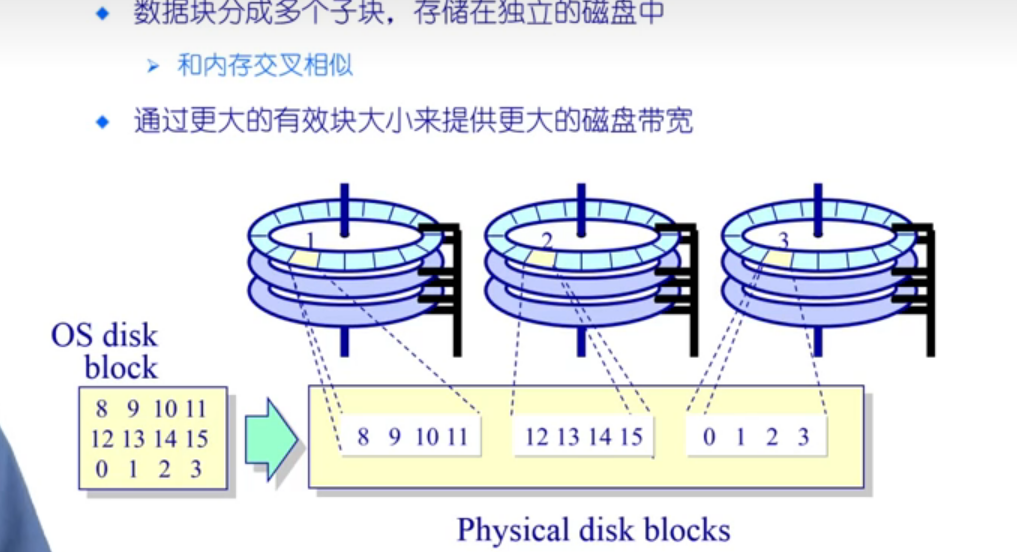 数据块分成多个子块，存储在独立的磁盘中
和内存交叉相似
通过更大的有效块大小来提供更大的磁盘带宽
1 2 3
OS disk
block
8 9 10 11
12 13 14 15
0 1 2 3
8 9 10 11 12 13 14 15 0 1 2 3
Physical disk blocks